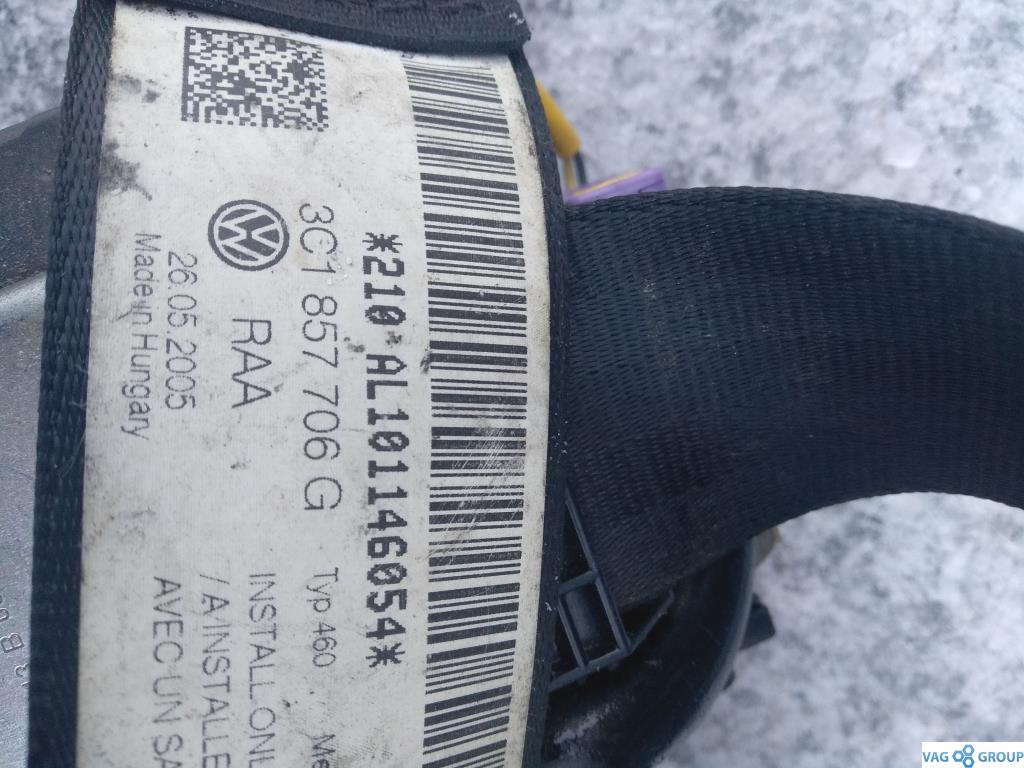 *210 AL101146054*
3C1 857 706 G Typ 460
RAA INSTALL ONL
26.05.2005 / A INSTALLE
Made in Hungary AVEC UN SA
VAG GROUP